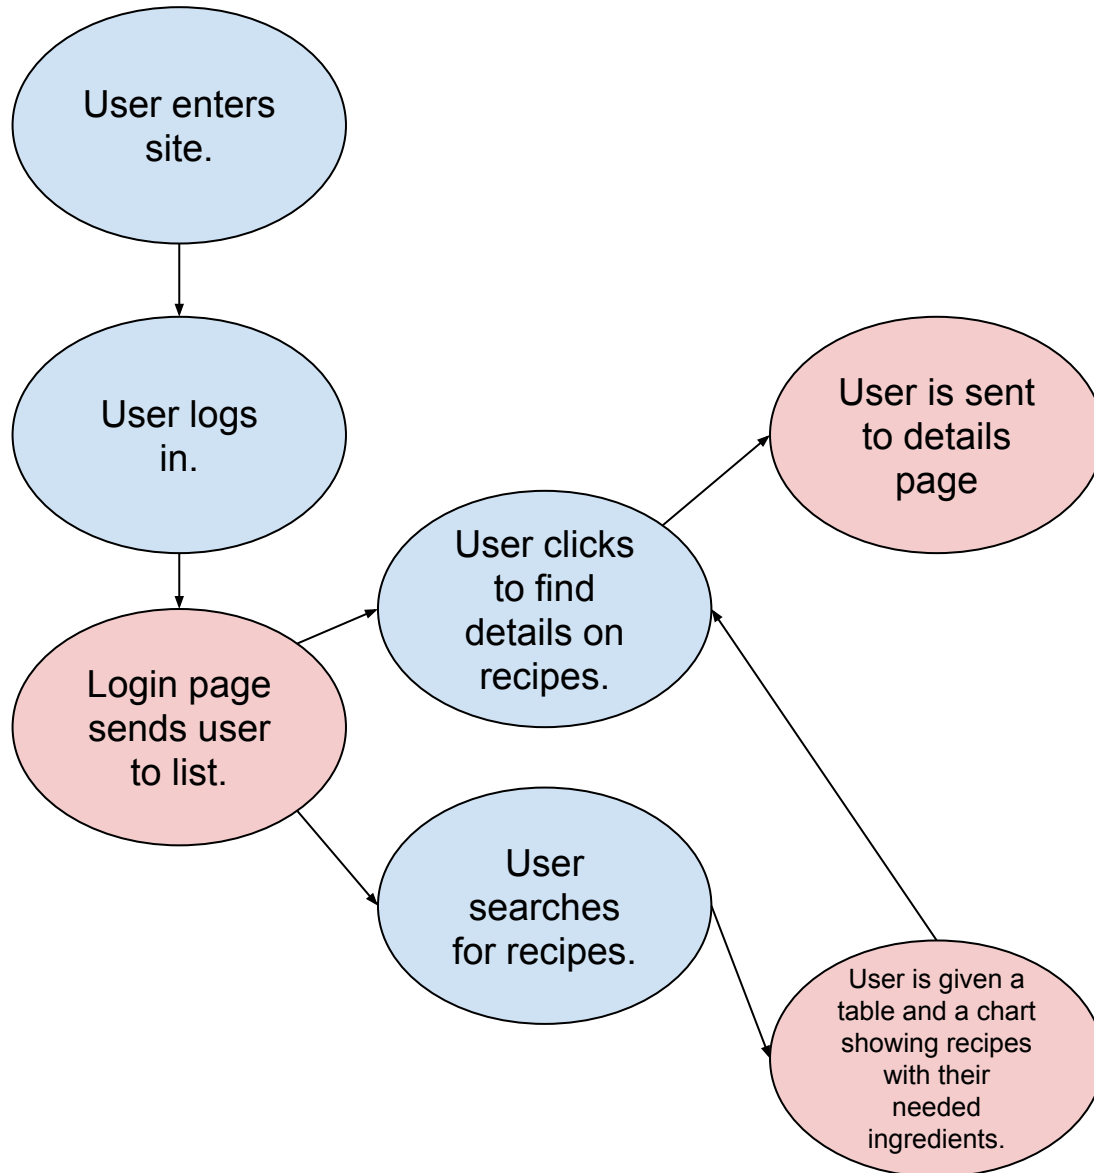 User enters
site.
User logs
in.
Login page
sends user
to list.
User clicks
to find
details on
recipes.
User is sent
to details
page
User
searches
for recipes.
User is given a
table and a chart
showing recipes
with their
needed
ingredients.